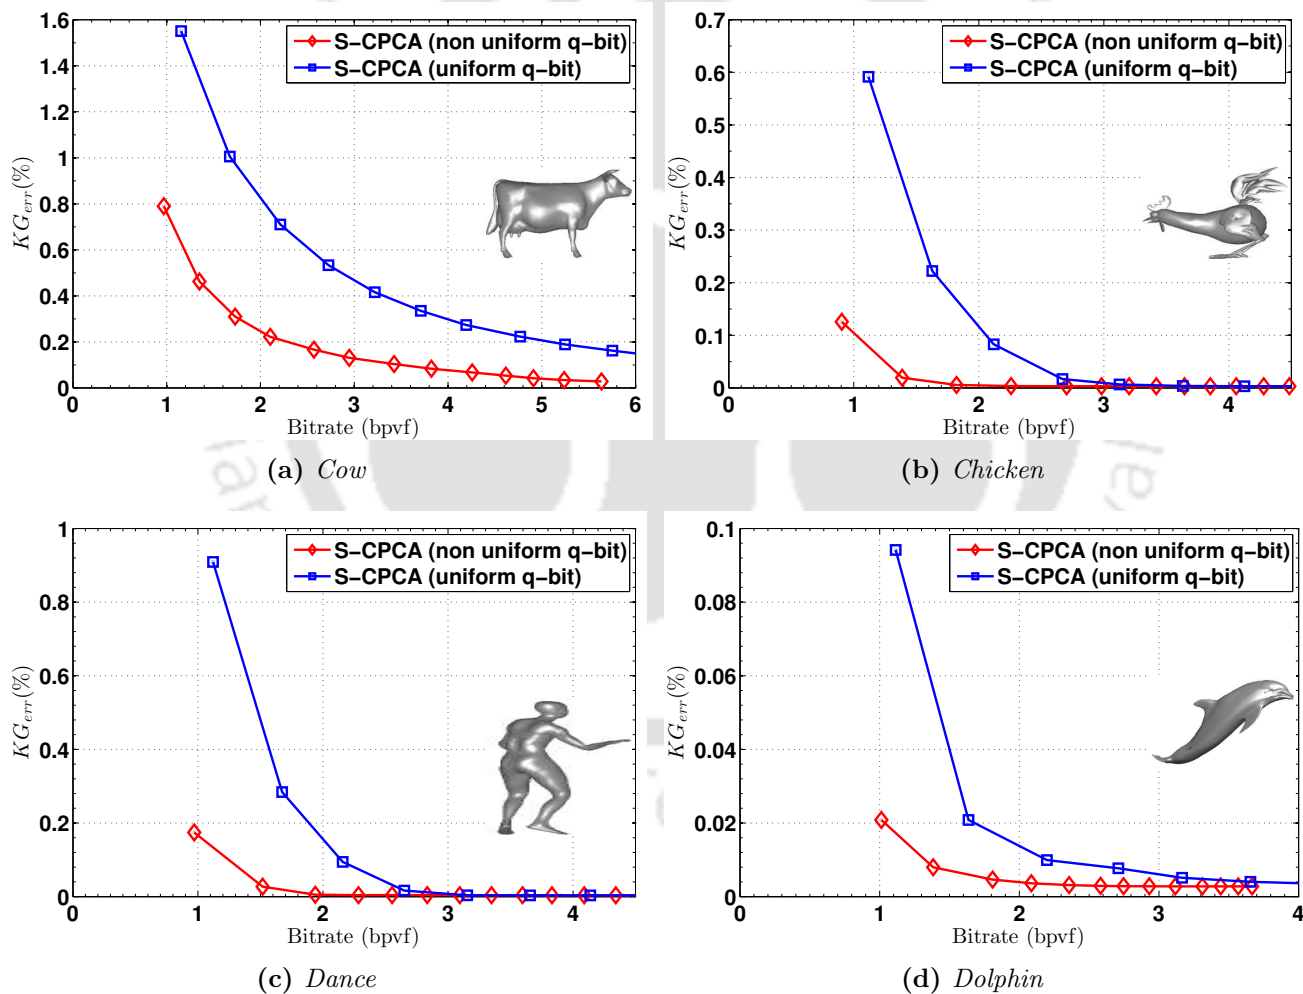 1.6
1.4
1.2
1
0.8
0.6
0.4
0.2
0
KG_err(%)
S-CPCA (non uniform q-bit)
S-CPCA (uniform q-bit)
0 1 2 3 4 5 6
Bitrate (bpvf)
(a) Cow
0.7
0.6
0.5
0.4
0.3
0.2
0.1
0
KG_err(%)
S-CPCA (non uniform q-bit)
S-CPCA (uniform q-bit)
0 1 2 3 4
Bitrate (bpvf)
(b) Chicken
1
0.8
0.6
0.4
0.2
0
KG_err(%)
S-CPCA (non uniform q-bit)
S-CPCA (uniform q-bit)
0 1 2 3 4
Bitrate (bpvf)
(c) Dance
0.1
0.08
0.06
0.04
0.02
0
KG_err(%)
S-CPCA (non uniform q-bit)
S-CPCA (uniform q-bit)
0 1 2 3 4
Bitrate (bpvf)
(d) Dolphin